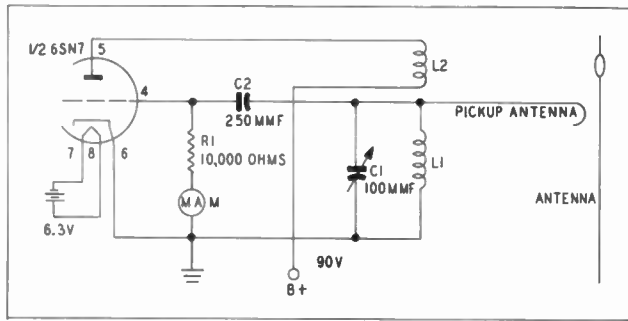 1/2 6SN7
5
4
7
8
6
6.3V
C2
250 MMF
R1
10,000 OHMS
MA
M
L2
PICKUP ANTENNA
C1
100 MMF
L1
ANTENNA
90V
B+